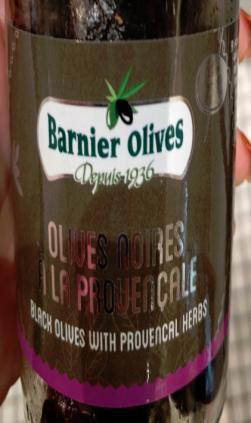 Barnier Olives
Depuis 1936
OLIVES NOIRES
À LA PROVENÇALE
BLACK OLIVES WITH PROVENCAL HERBS